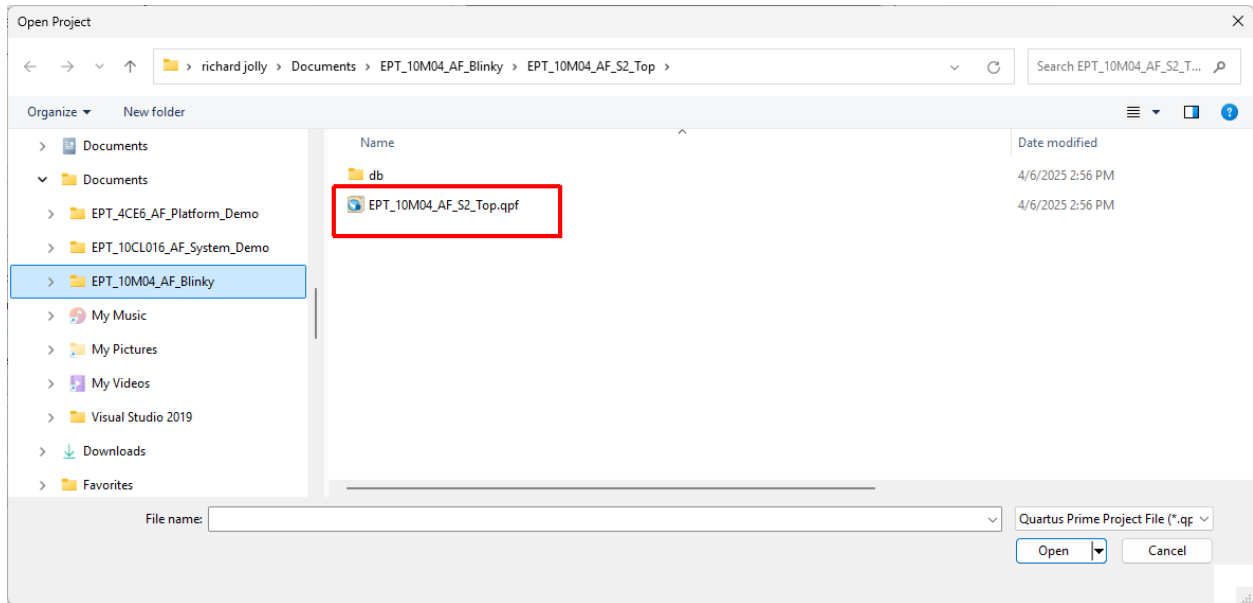 Open Project
richard jolly > Documents > EPT_10M04_AF_Blinky > EPT_10M04_AF_S2_Top >
Search EPT_10M04_AF_S2_T...
Organize New folder
Name Date modified
Documents
Documents
EPT_4CE6_AF_Platform_Demo
EPT_10CL016_AF_System_Demo
EPT_10M04_AF_Blinky
My Music
My Pictures
My Videos
Visual Studio 2019
Downloads
Favorites
db 4/6/2025 2:56 PM
EPT_10M04_AF_S2_Top.qpf 4/6/2025 2:56 PM
File name:
Quartus Prime Project File (*.qp
Open Cancel